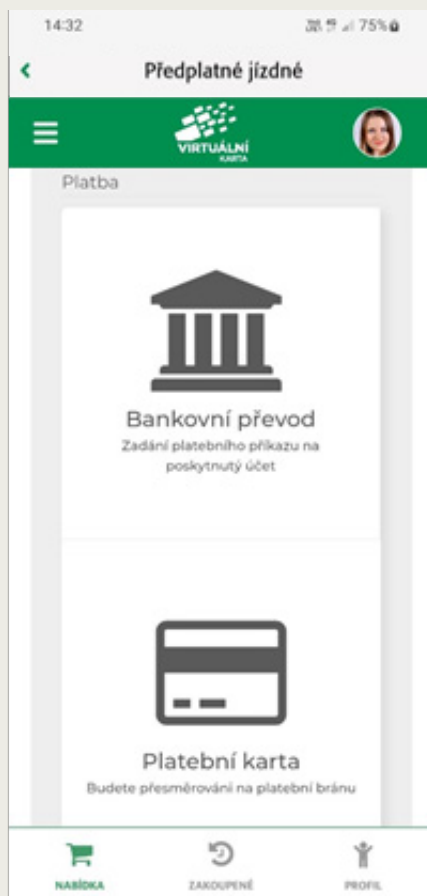 14:32
75%
Předplatné jízdné
VIRTUÁLNÍ
KARTA
Platba
Bankovní převod
Zadání platebního příkazu na
poskytnutý účet
Platební karta
Budete přesměrováni na platební bránu
NABÍDKA ZAKOUPENÉ PROFIL